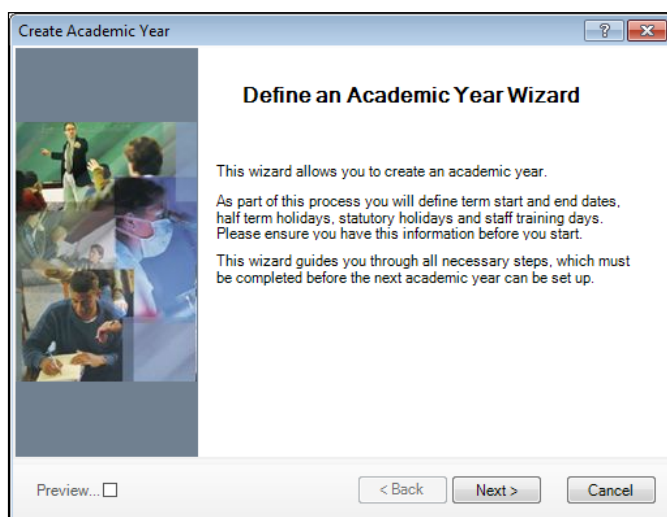 Create Academic Year
Define an Academic Year Wizard
This wizard allows you to create an academic year.
As part of this process you will define term start and end dates,
half term holidays, statutory holidays and staff training days.
Please ensure you have this information before you start.
This wizard guides you through all necessary steps, which must
be completed before the next academic year can be set up.
Preview...
< Back
Next >
Cancel